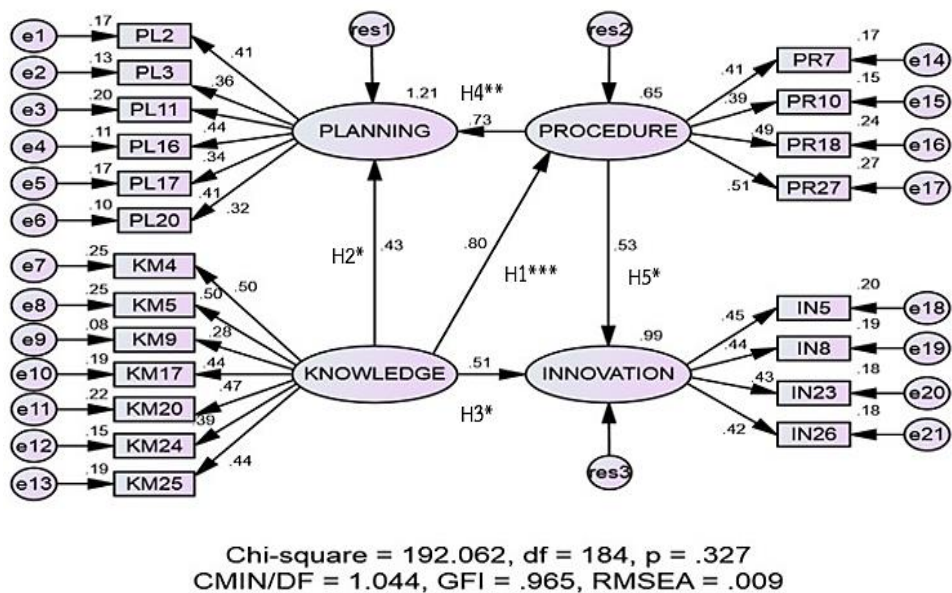 e1 .17 PL2
e2 .13 PL3
e3 .20 PL11
e4 .11 PL16
e5 .17 PL17
e6 .10 PL20
.41
.36
.44
.34
.41
.32
res1
1.21
PLANNING
H4**
.73
res2
.65
PROCEDURE
.41
.39
.49
.51
PR7 .17 e14
PR10 .15 e15
PR18 .24 e16
PR27 .27 e17
H2*
.43
.80
H1***
.53
H5*
e7 .25 KM4
e8 .25 KM5
e9 .08 KM9
e10 .19 KM17
e11 .22 KM20
e12 .15 KM24
e13 .19 KM25
.50
.50
.28
.44
.47
.39
.44
KNOWLEDGE
.51
H3*
.99
INNOVATION
res3
.45
.44
.43
.42
IN5 .20 e18
IN8 .19 e19
IN23 .18 e20
IN26 .18 e21
Chi-square = 192.062, df = 184, p = .327
CMIN/DF = 1.044, GFI = .965, RMSEA = .009